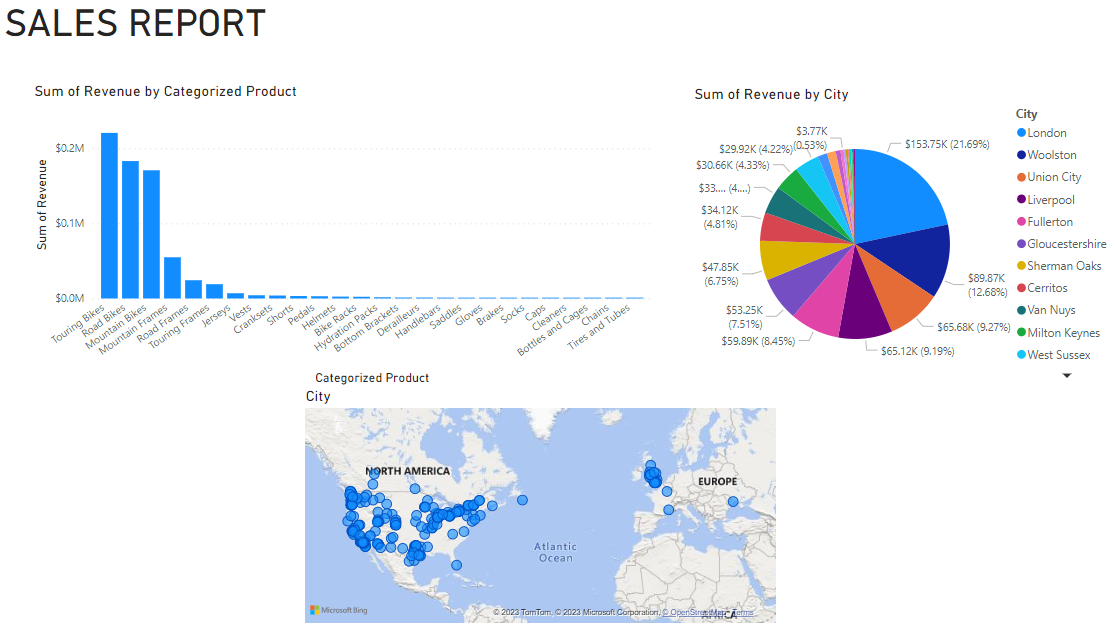 SALES REPORT
Sum of Revenue by Categorized Product
Sum of Revenue
$0.2M
$0.1M
$0.0M
Touring Bikes
Road Bikes
Mountain Bikes
Mountain Frames
Road Frames
Touring Frames
Jerseys
Vests
Cranksets
Shorts
Pedals
Helmets
Bike Racks
Hydration Packs
Bottom Brackets
Derailleurs
Handlebars
Saddles
Gloves
Brakes
Socks
Caps
Cleaners
Bottles and Cages
Chains
Tires and Tubes
Categorized Product
Sum of Revenue by City
$153.75K (21.69%)
$89.87K
(12.68%)
$65.68K (9.27%)
$65.12K (9.19%)
$59.89K (8.45%)
$53.25K
(7.51%)
$47.85K
(6.75%)
$34.12K
(4.81%)
$33.... (4....)
$30.66K (4.33%)
$29.92K (4.22%)
$3.77K
(0.53%)
City
London
Woolston
Union City
Liverpool
Fullerton
Gloucestershire
Sherman Oaks
Cerritos
Van Nuys
Milton Keynes
West Sussex
City
NORTH AMERICA
EUROPE
Atlantic
Ocean
AFRICA
Microsoft Bing
© 2023 TomTom, © 2023 Microsoft Corporation, © OpenStreetMap Terms